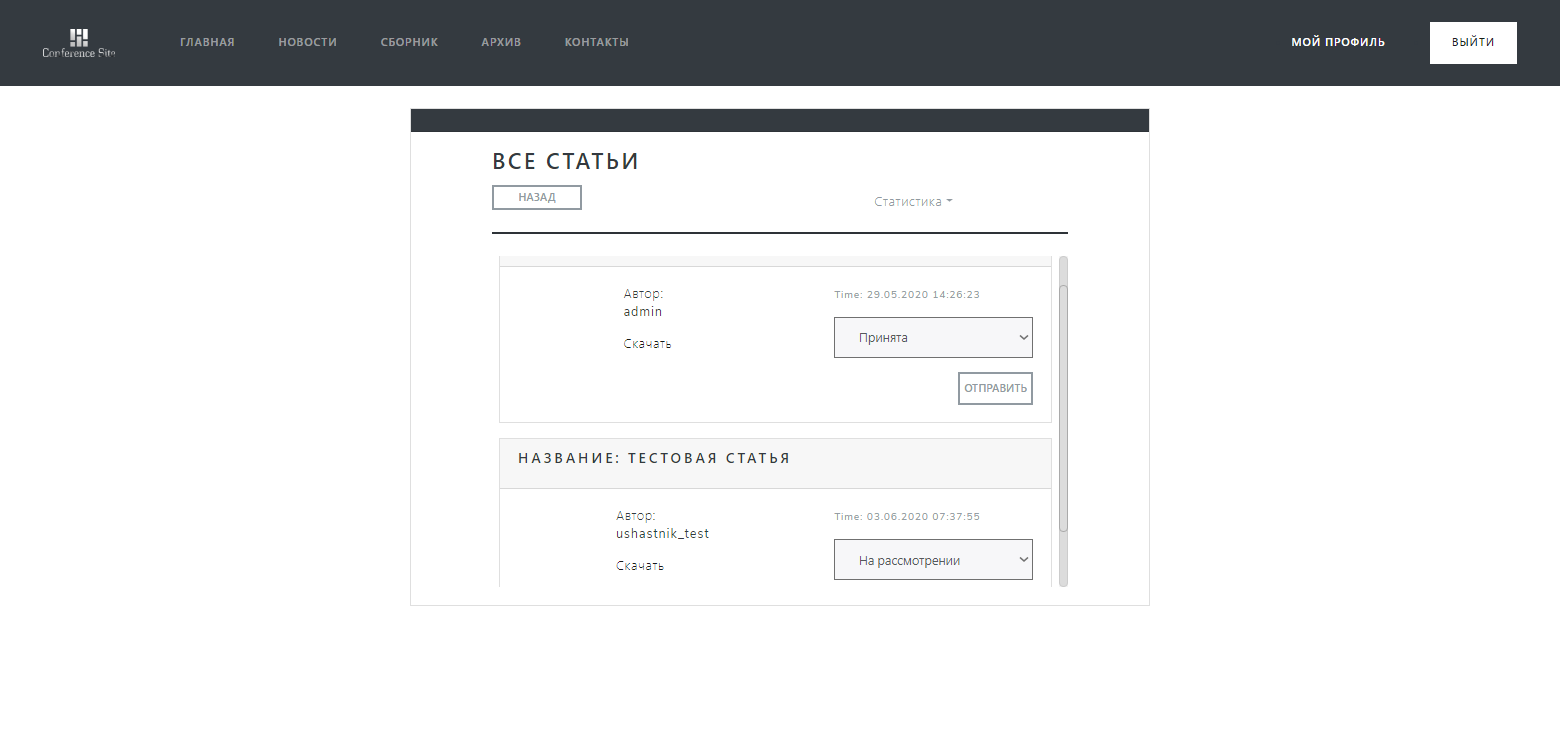 Conference Site
ГЛАВНАЯ НОВОСТИ СБОРНИК АРХИВ КОНТАКТЫ МОЙ ПРОФИЛЬ ВЫЙТИ
ВСЕ СТАТЬИ
НАЗАД Статистика
Автор: Time: 29.05.2020 14:26:23
admin
Принята
Скачать
ОТПРАВИТЬ
НАЗВАНИЕ: ТЕСТОВАЯ СТАТЬЯ
Автор: Time: 03.06.2020 07:37:55
ushastnik_test
На рассмотрении
Скачать